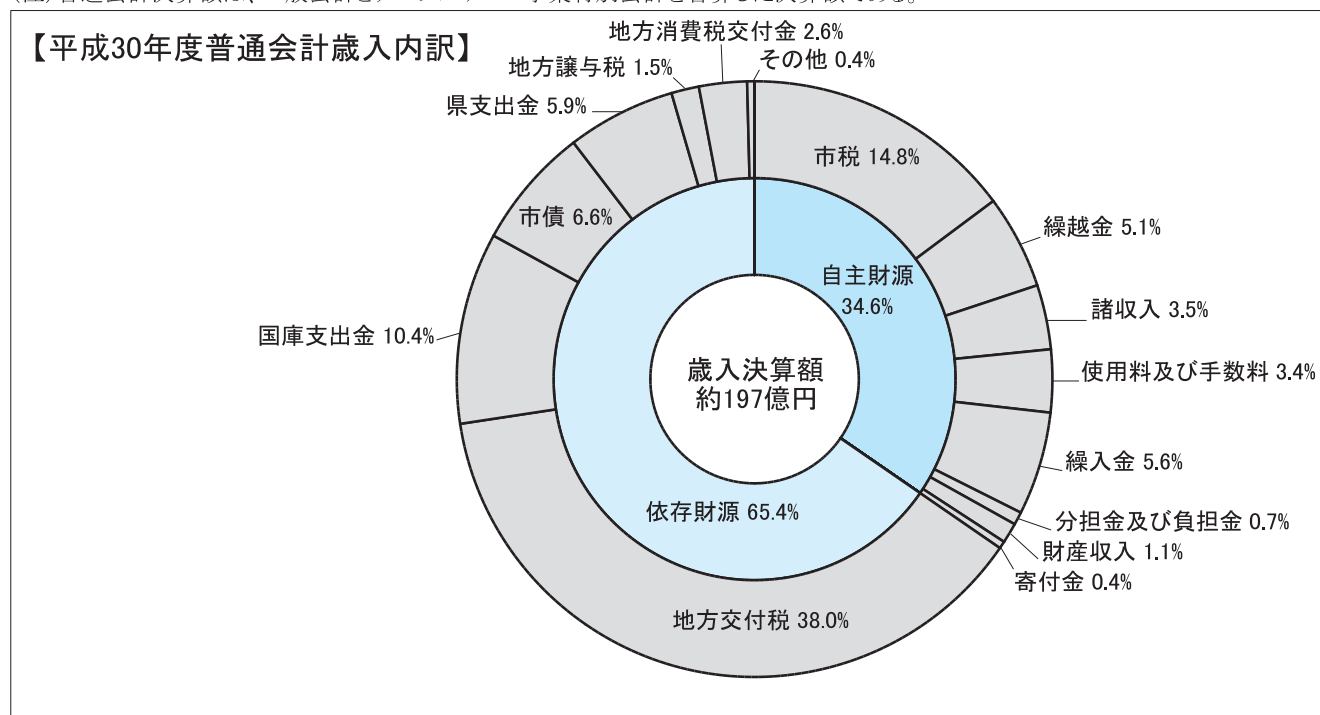 【平成30年度普通会計歳入内訳】
地方消費税交付金 2.6%
その他 0.4%
地方譲与税 1.5%
県支出金 5.9%
市税 14.8%
市債 6.6%
繰越金 5.1%
自主財源
34.6%
諸収入 3.5%
国庫支出金 10.4%
使用料及び手数料 3.4%
歳入決算額
約197億円
繰入金 5.6%
依存財源 65.4%
分担金及び負担金 0.7%
財産収入 1.1%
寄付金 0.4%
地方交付税 38.0%